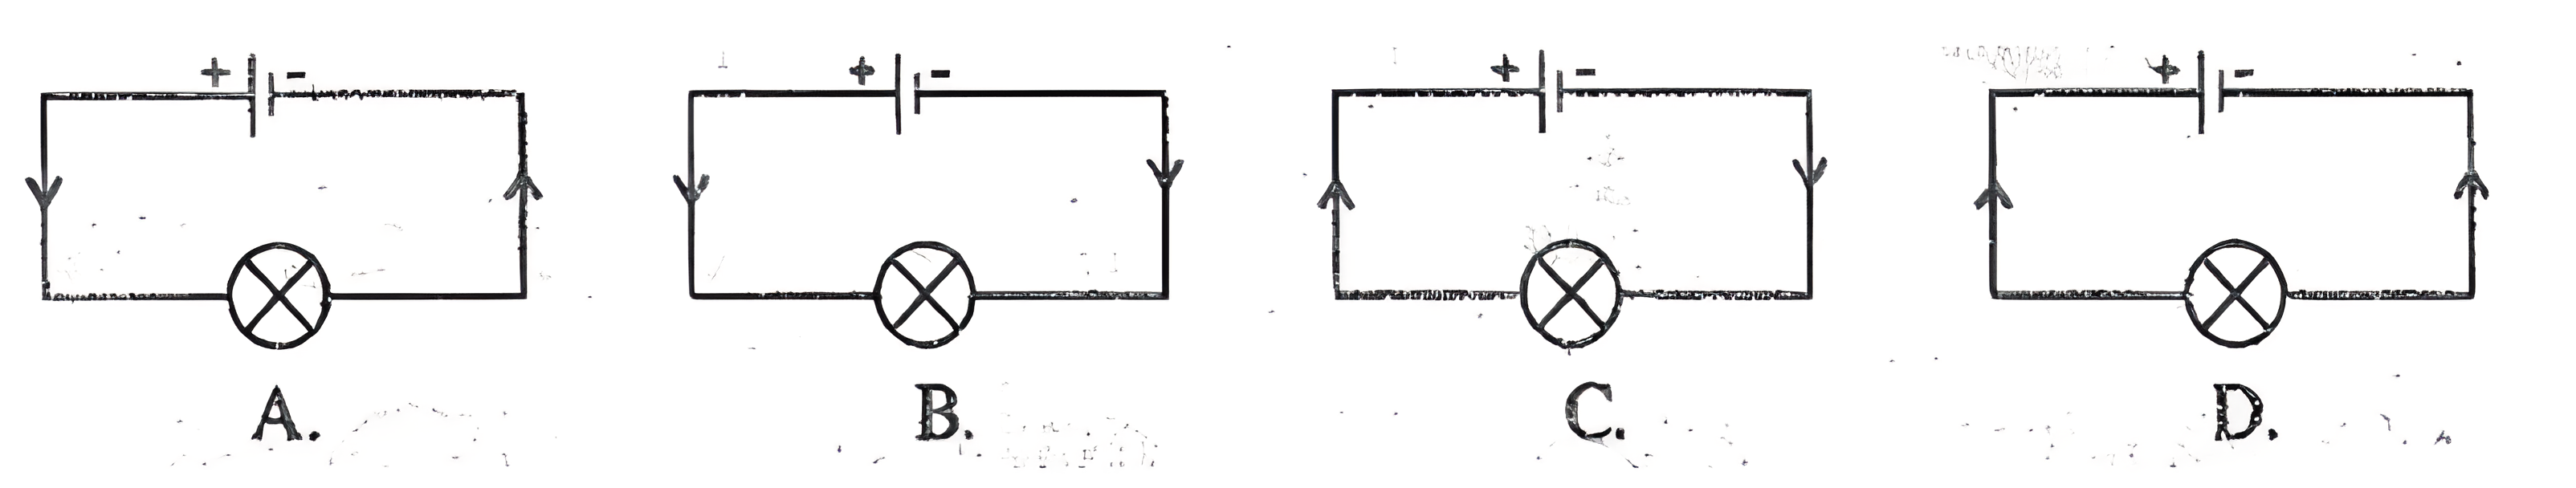 + - + - + - + -
A. B. C. D.